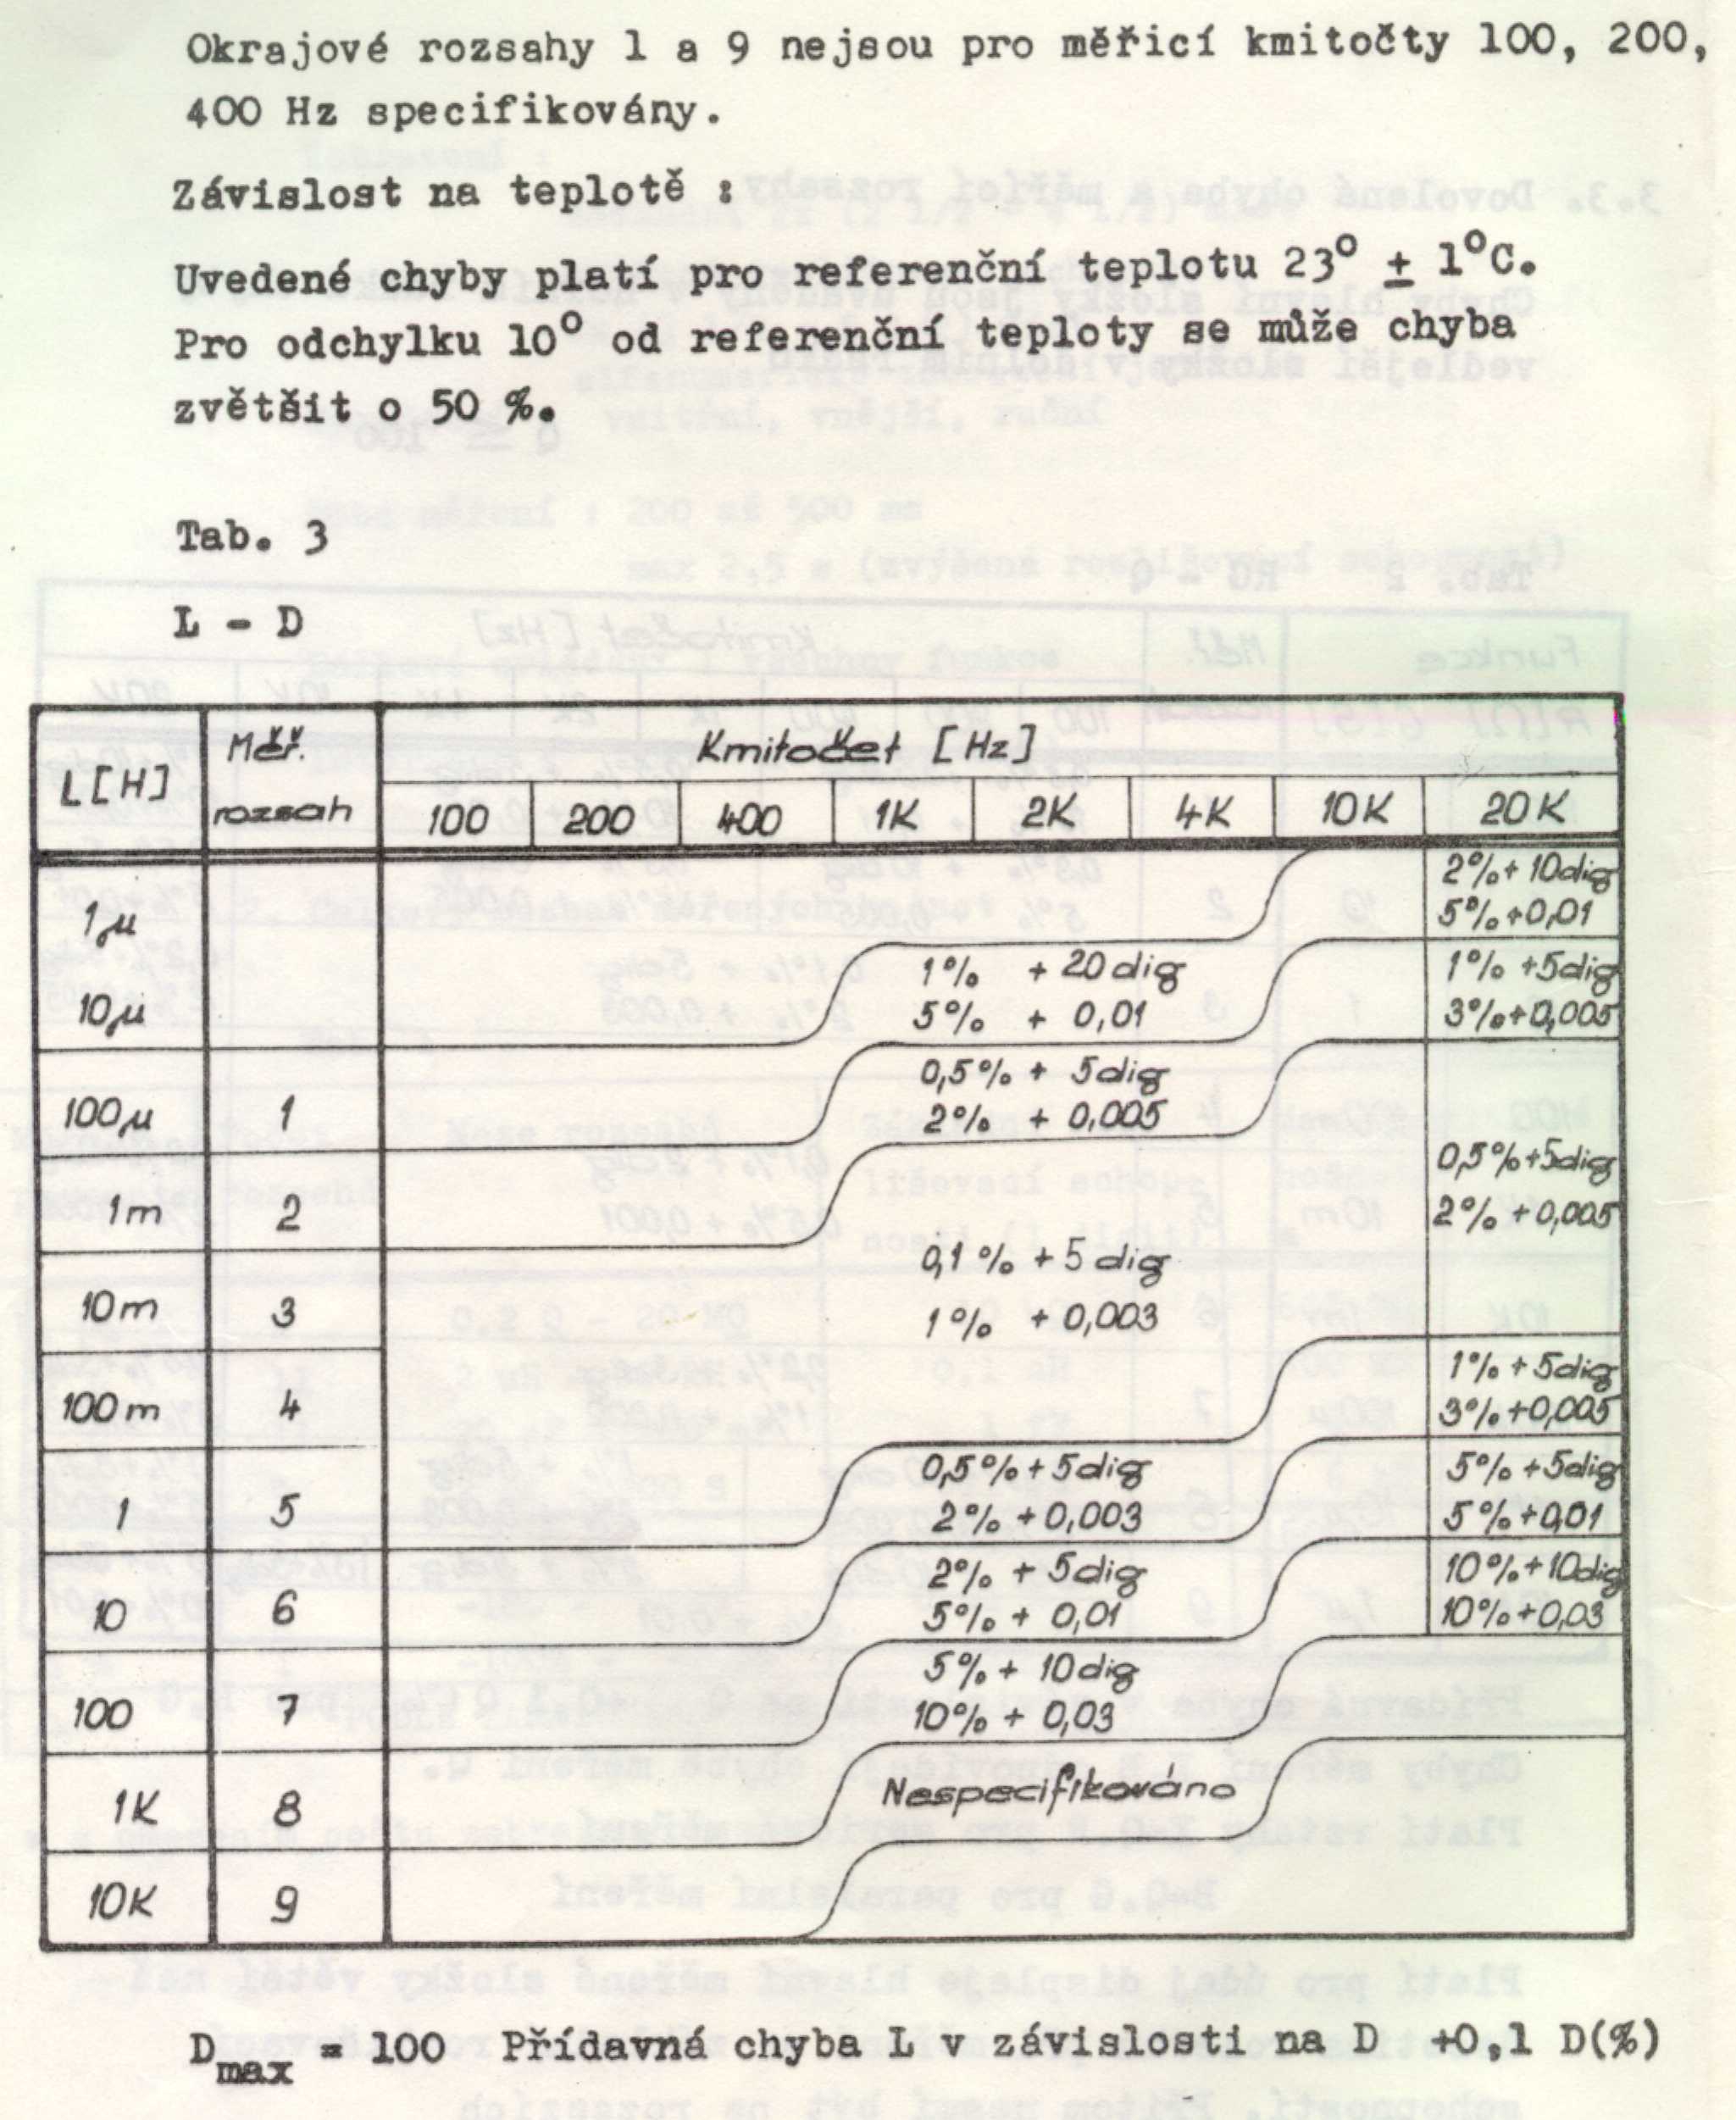 Okrajové rozsahy 1 a 9 nejsou pro měřicí kmitočty 100, 200,
400 Hz specifikovány.
Závislost na teplotě :
Uvedené chyby platí pro referenční teplotu 23° ± 1°C.
Pro odchylku 10° od referenční teploty se může chyba
zvětšit o 50 %.
Tab. 3
L - D
L[H] Měř. rozsah Kmitočet [Hz]
100 200 400 1K 2K 4K 10K 20K
2%+10dig
1µ 5%+0,01
1% + 20dig 1%+5dig
10µ 5% + 0,01 3%+0,005
0,5% + 5dig
100µ 1 2% + 0,005
0,5%+5dig
1m 2 2%+0,005
0,1% + 5 dig
10m 3 1% + 0,003
1%+5dig
100m 4 3%+0,005
0,5%+5dig 5%+5dig
1 5 2%+0,003 5%+0,01
2% + 5dig 10%+10dig
10 6 5% + 0,01 10%+0,03
5% + 10dig
100 7 10% + 0,03
1K 8 Nespecifikováno
10K 9
Dmax = 100 Přídavná chyba L v závislosti na D +0,1 D(%)